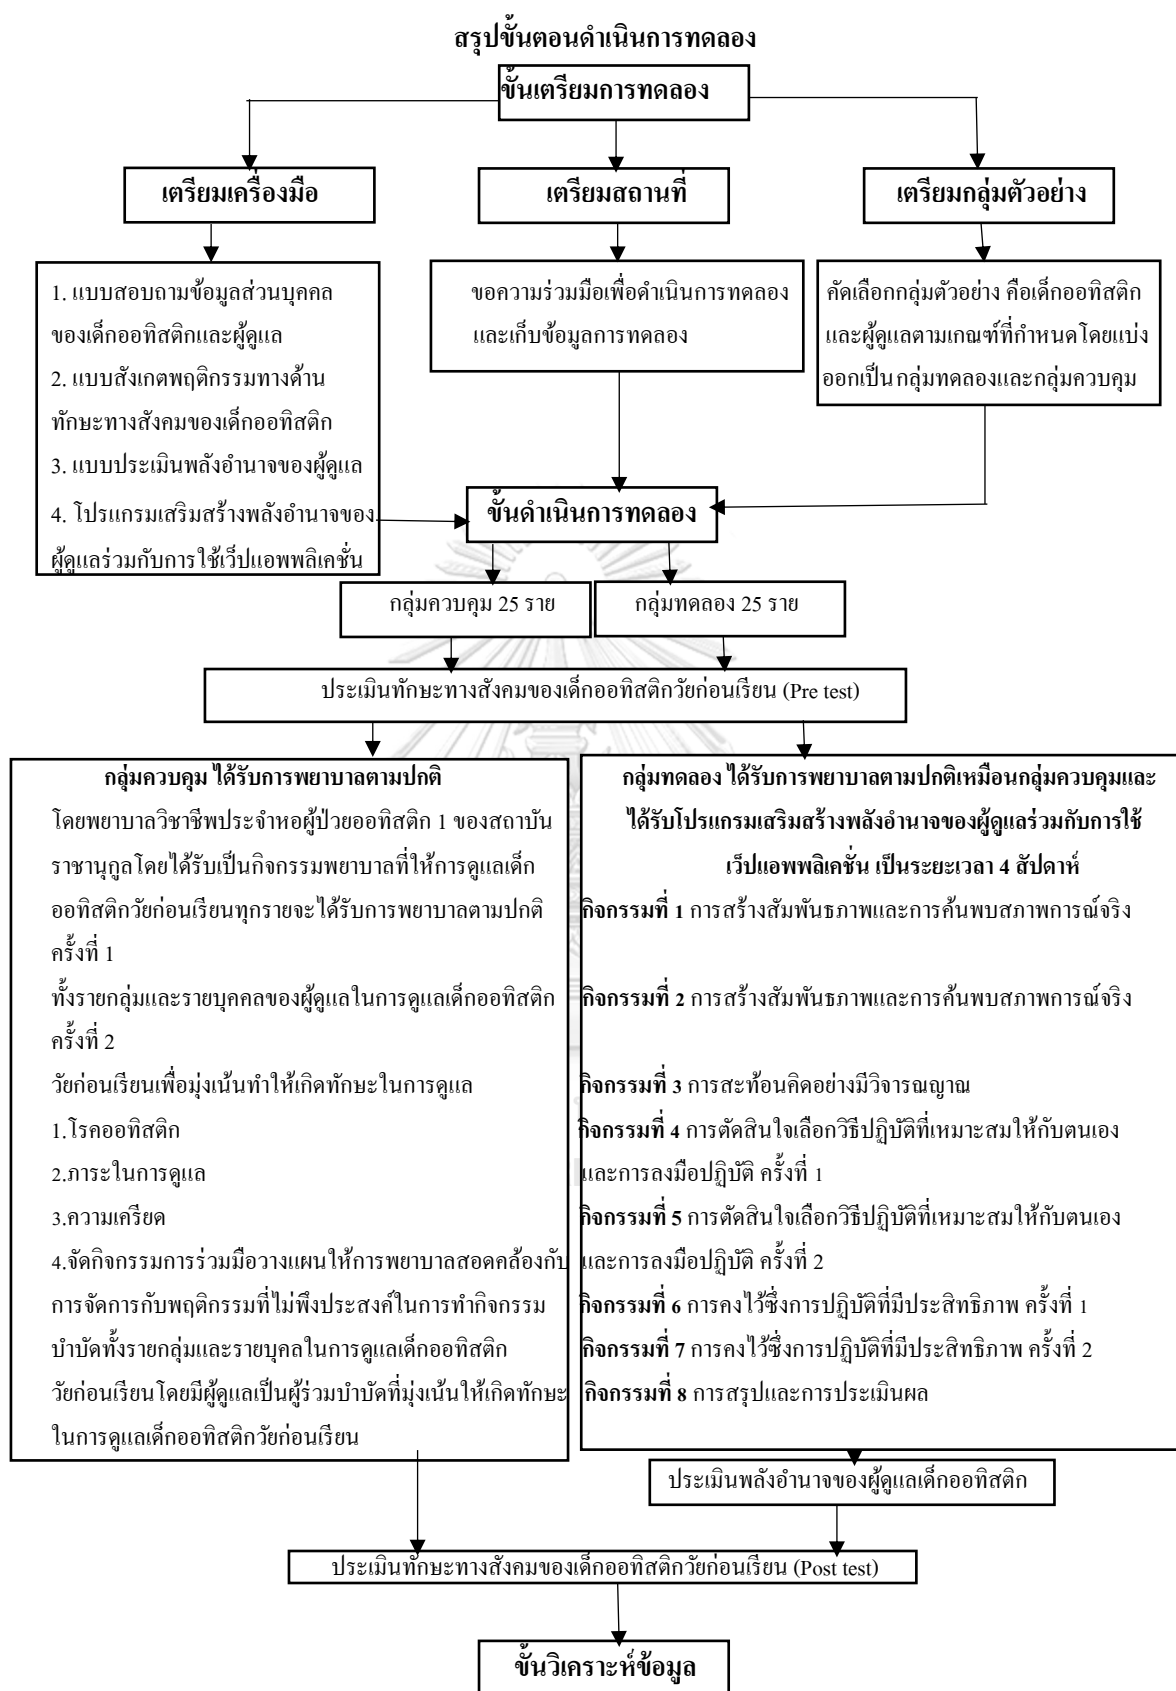 สรุปขั้นตอนดำเนินการทดลอง
ขั้นเตรียมการทดลอง
เตรียมเครื่องมือ
เตรียมสถานที่
เตรียมกลุ่มตัวอย่าง
1. แบบสอบถามข้อมูลส่วนบุคคล
ของเด็กออทิสติกและผู้ดูแล
2. แบบสังเกตพฤติกรรมทางด้าน
ทักษะทางสังคมของเด็กออทิสติก
3. แบบประเมินพลังอำนาจของผู้ดูแล
4. โปรแกรมเสริมสร้างพลังอำนาจของ
ผู้ดูแลร่วมกับการใช้เว็ปแอพพลิเคชั่น
ขอความร่วมมือเพื่อดำเนินการทดลอง
และเก็บข้อมูลการทดลอง
คัดเลือกกลุ่มตัวอย่าง คือเด็กออทิสติก
และผู้ดูแลตามเกณฑ์ที่กำหนดโดยแบ่ง
ออกเป็น กลุ่มทดลองและกลุ่มควบคุม
ขั้นดำเนินการทดลอง
กลุ่มควบคุม 25 ราย
กลุ่มทดลอง 25 ราย
ประเมินทักษะทางสังคมของเด็กออทิสติกวัยก่อนเรียน (Pre test)
กลุ่มควบคุม ได้รับการพยาบาลตามปกติ
โดยพยาบาลวิชาชีพประจำหอผู้ป่วยออทิสติก 1 ของสถาบัน
ราชานุกูลโดยได้รับเป็นกิจกรรมพยาบาลที่ให้การดูแลเด็ก
ออทิสติกวัยก่อนเรียนทุกรายจะได้รับการพยาบาลตามปกติ
ครั้งที่ 1
ทั้งรายกลุ่มและรายบุคคลของผู้ดูแลในการดูแลเด็กออทิสติก
ครั้งที่ 2
วัยก่อนเรียนเพื่อมุ่งเน้นทำให้เกิดทักษะในการดูแล
1.โรคออทิสติก
2.ภาระในการดูแล
3.ความเครียด
4.จัดกิจกรรมการร่วมมือวางแผนให้การพยาบาลสอดคล้องกับ
การจัดการกับพฤติกรรมที่ไม่พึงประสงค์ในการทำกิจกรรม
บำบัดทั้งรายกลุ่มและรายบุคลในการดูแลเด็กออทิสติก
วัยก่อนเรียนโดยมีผู้ดูแลเป็นผู้ร่วมบำบัดที่มุ่งเน้นให้เกิดทักษะ
ในการดูแลเด็กออทิสติกวัยก่อนเรียน
กลุ่มทดลอง ได้รับการพยาบาลตามปกติเหมือนกลุ่มควบคุมและ
ได้รับโปรแกรมเสริมสร้างพลังอำนาจของผู้ดูแลร่วมกับการใช้
เว็ปแอพพลิเคชั่น เป็นระยะเวลา 4 สัปดาห์
กิจกรรมที่ 1 การสร้างสัมพันธภาพและการค้นพบสภาพการณ์จริง
กิจกรรมที่ 2 การสร้างสัมพันธภาพและการค้นพบสภาพการณ์จริง
กิจกรรมที่ 3 การสะท้อนคิดอย่างมีวิจารณญาณ
กิจกรรมที่ 4 การตัดสินใจเลือกวิธีปฏิบัติที่เหมาะสมให้กับตนเอง
และการลงมือปฏิบัติ ครั้งที่ 1
กิจกรรมที่ 5 การตัดสินใจเลือกวิธีปฏิบัติที่เหมาะสมให้กับตนเอง
และการลงมือปฏิบัติ ครั้งที่ 2
กิจกรรมที่ 6 การคงไว้ซึ่งการปฏิบัติที่มีประสิทธิภาพ ครั้งที่ 1
กิจกรรมที่ 7 การคงไว้ซึ่งการปฏิบัติที่มีประสิทธิภาพ ครั้งที่ 2
กิจกรรมที่ 8 การสรุปและการประเมินผล
ประเมินพลังอำนาจของผู้ดูแลเด็กออทิสติก
ประเมินทักษะทางสังคมของเด็กออทิสติกวัยก่อนเรียน (Post test)
ขั้นวิเคราะห์ข้อมูล